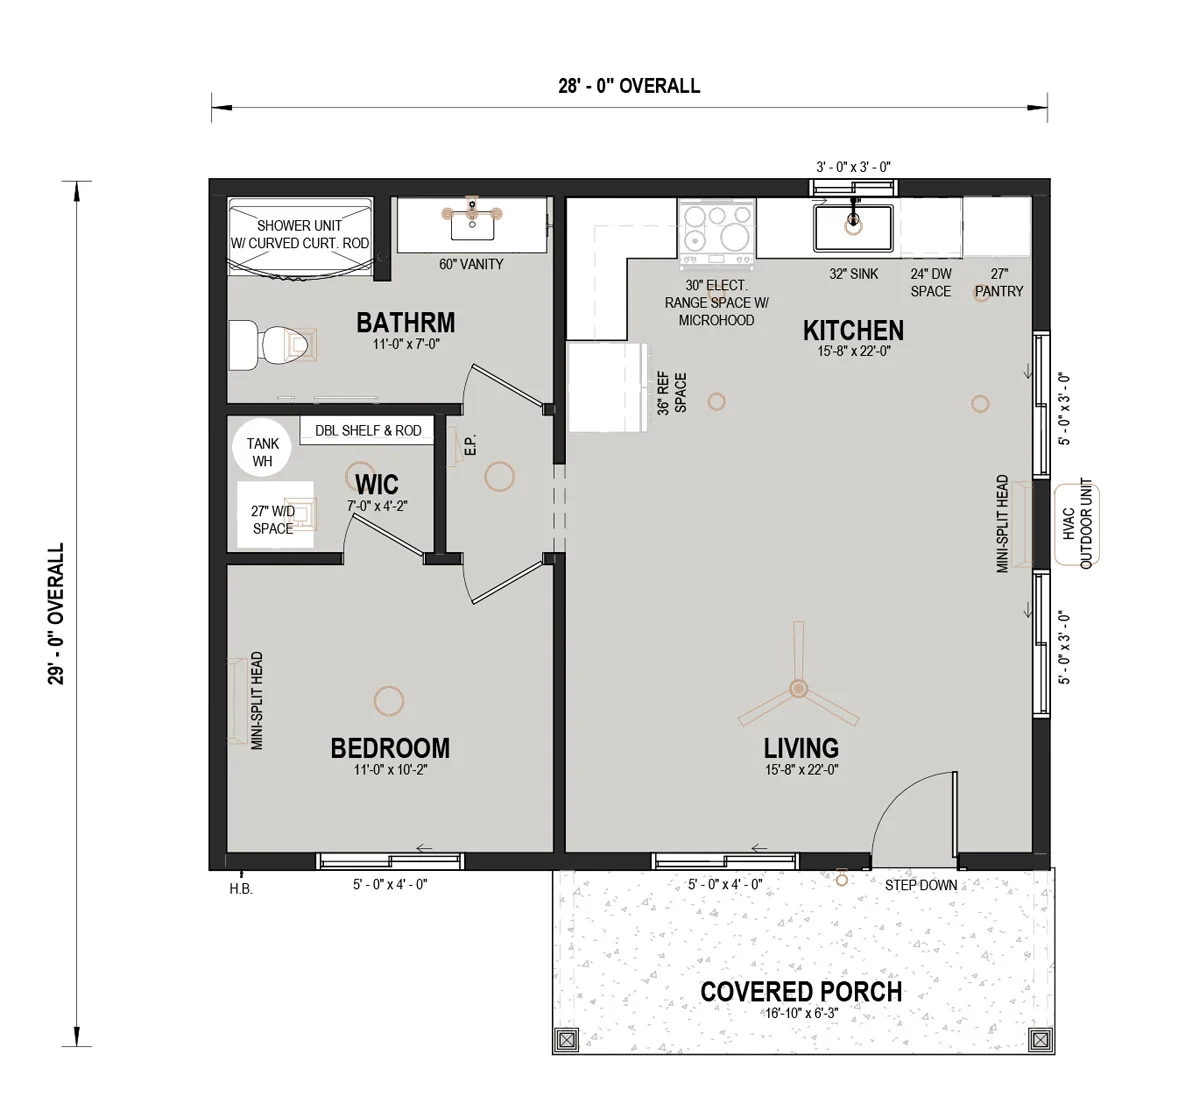 28' - 0" OVERALL
3' - 0" x 3' - 0"
SHOWER UNIT
W/ CURVED CURT. ROD
60" VANITY
32" SINK
24" DW
SPACE
27"
PANTRY
30" ELECT.
RANGE SPACE W/
MICROHOOD
BATHRM
11'-0" x 7'-0"
KITCHEN
15'-8" x 22'-0"
36" REF
SPACE
5' - 0" x 3' - 0"
DBL SHELF & ROD
E.P.
TANK
WH
WIC
7'-0" x 4'-2"
27" W/D
SPACE
MINI-SPLIT HEAD
HVAC
OUTDOOR UNIT
29' - 0" OVERALL
5' - 0" x 3' - 0"
MINI-SPLIT HEAD
BEDROOM
11'-0" x 10'-2"
LIVING
15'-8" x 22'-0"
H.B.
5' - 0" x 4' - 0"
5' - 0" x 4' - 0"
STEP DOWN
COVERED PORCH
16'-10" x 6'-3"